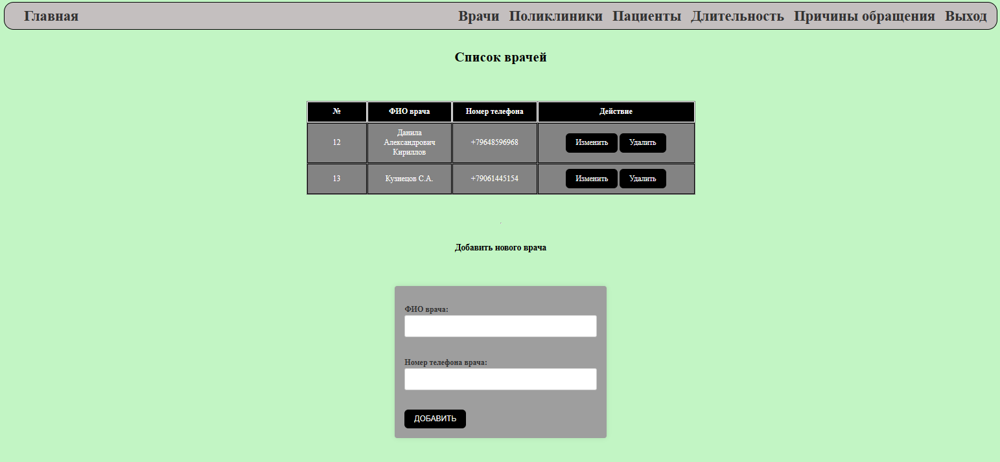 Главная Врачи Поликлиники Пациенты Длительность Причины обращения Выход
Список врачей
№ ФИО врача Номер телефона Действие
12 Данила Александрович Кириллов +79648596968 Изменить Удалить
13 Кузнецов С.А. +79061445154 Изменить Удалить
Добавить нового врача
ФИО врача:
Номер телефона врача:
ДОБАВИТЬ